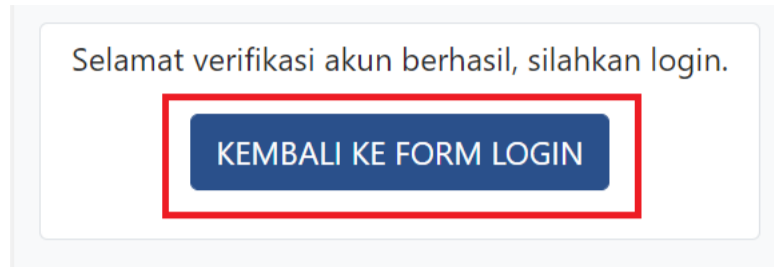 Selamat verifikasi akun berhasil, silahkan login.
KEMBALI KE FORM LOGIN